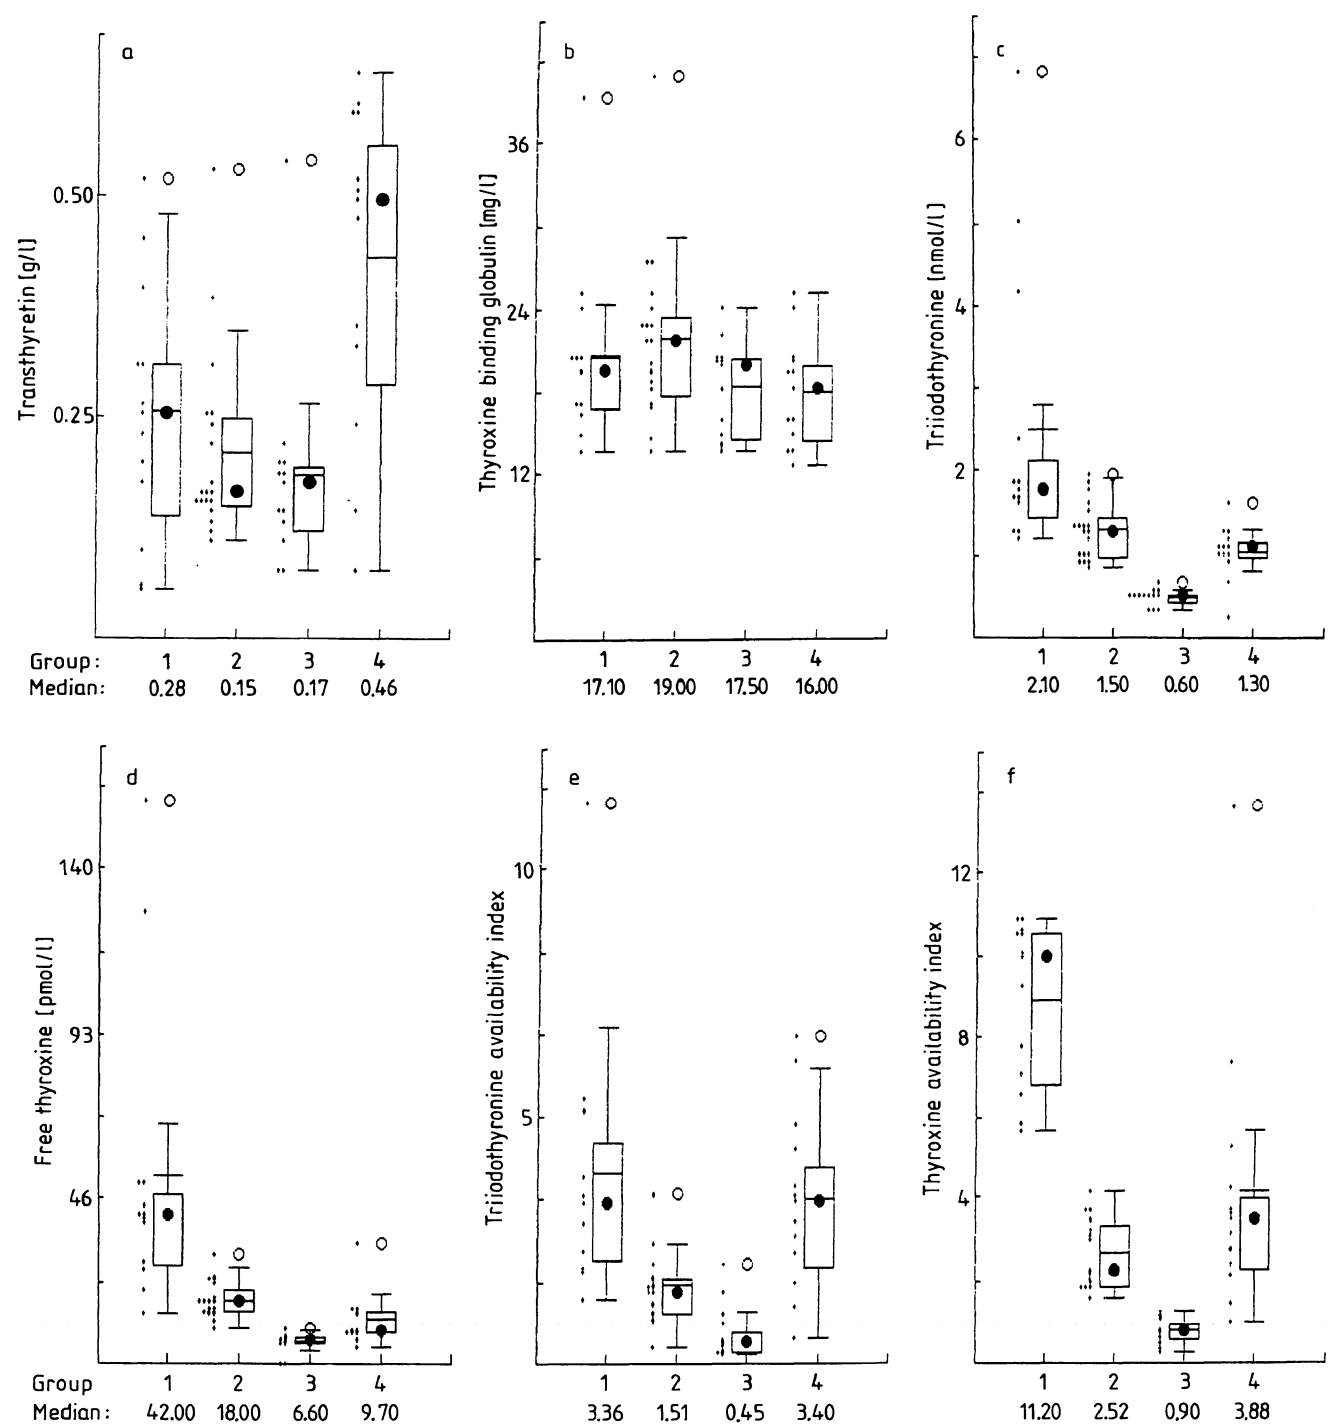 a
Transthyretin [g/l]
0.50
0.25
Group: 1 2 3 4
Median: 0.28 0.15 0.17 0.46
b
Thyroxine binding globulin [mg/l]
36
24
12
1 2 3 4
17.10 19.00 17.50 16.00
c
Triiodothyronine [nmol/l]
6
4
2
1 2 3 4
2.10 1.50 0.60 1.30
d
Free thyroxine [pmol/l]
140
93
46
Group 1 2 3 4
Median: 42.00 18.00 6.60 9.70
e
Triiodothyronine availability index
10
5
1 2 3 4
3.36 1.51 0.45 3.40
f
Thyroxine availability index
12
8
4
1 2 3 4
11.20 2.52 0.90 3.88